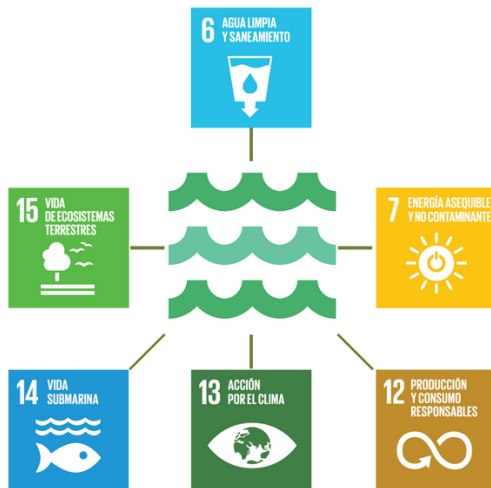 6 AGUA LIMPIA
Y SANEAMIENTO
15 VIDA
DE ECOSISTEMAS
TERRESTRES
7 ENERGÍA ASEQUIBLE
Y NO CONTAMINANTE
14 VIDA
SUBMARINA
13 ACCIÓN
POR EL CLIMA
12 PRODUCCIÓN
Y CONSUMO
RESPONSABLES